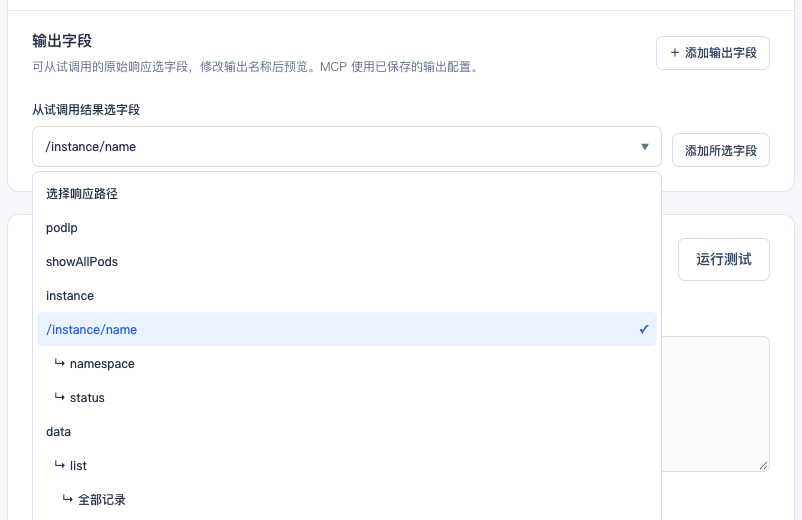 输出字段
可从试调用的原始响应选字段，修改输出名称后预览。MCP 使用已保存的输出配置。
+ 添加输出字段
从试调用结果选字段
/instance/name
添加所选字段
选择响应路径
podIp
showAllPods
instance
/instance/name
↳ namespace
↳ status
data
↳ list
↳ 全部记录
运行测试